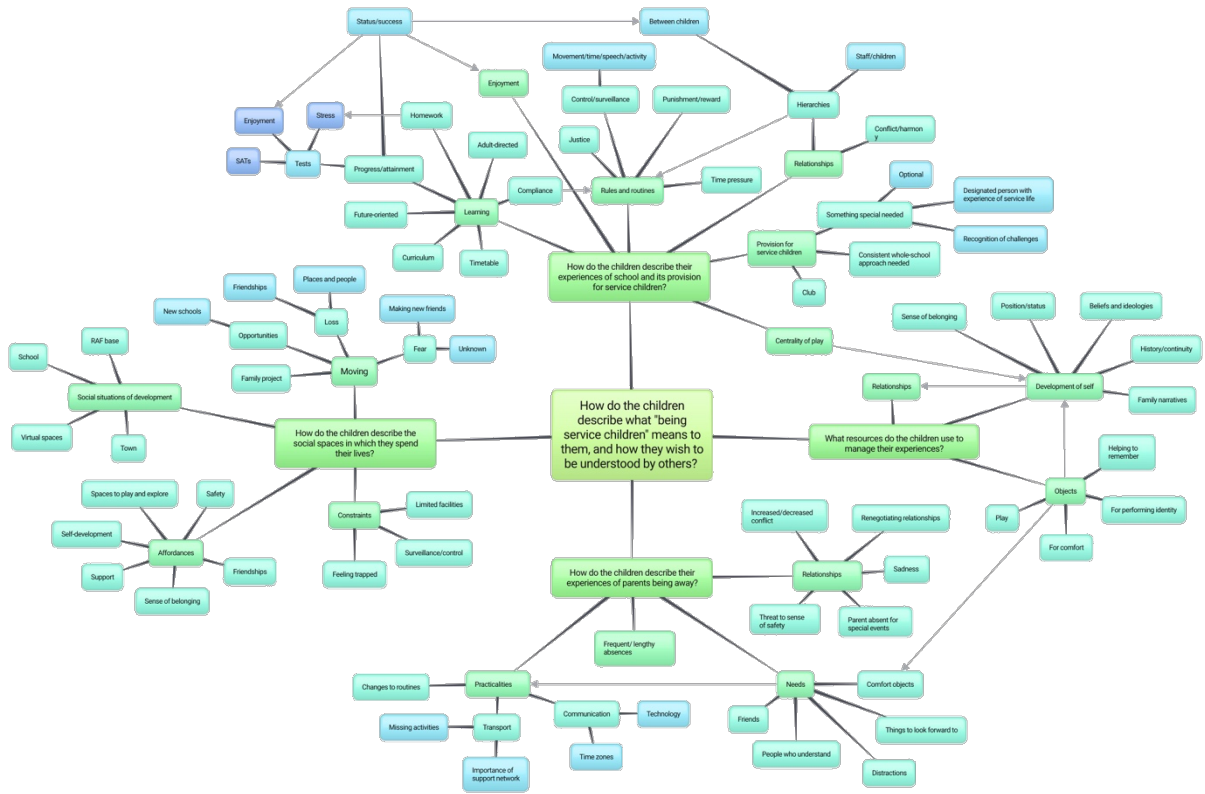 Status/success
Between children
Movement/time/speech/activity
Staff/children
Enjoyment
Control/surveillance
Punishment/reward
Hierarchies
Enjoyment
Stress
Homework
Conflict/harmon
y
Justice
Adult-directed
SATs
Tests
Progress/attainment
Relationships
Optional
Time pressure
Compliance
Rules and routines
Designated person with
experience of service life
Future-oriented
Learning
Something special needed
Recognition of challenges
Provision for
service children
Curriculum
Timetable
Consistent whole-school
approach needed
How do the children describe their
experiences of school and its provision
for service children?
Club
Places and people
Friendships
New schools
Loss
Making new friends
Opportunities
Fear
Unknown
Family project
Moving
Sense of belonging
Position/status
Beliefs and ideologies
Centrality of play
History/continuity
RAF base
School
Social situations of development
Virtual spaces
Town
Relationships
Development of self
Family narratives
How do the children describe the
social spaces in which they spend
their lives?
How do the children
describe what "being
service children" means to
them, and how they wish to
be understood by others?
What resources do the children use to
manage their experiences?
Helping to
remember
Objects
Play
For performing identity
For comfort
Spaces to play and explore
Safety
Self-development
Affordances
Support
Friendships
Sense of belonging
Limited facilities
Constraints
Surveillance/control
Feeling trapped
Increased/decreased
conflict
Renegotiating relationships
How do the children describe their
experiences of parents being away?
Relationships
Sadness
Threat to sense
of safety
Parent absent for
special events
Frequent/ lengthy
absences
Changes to routines
Practicalities
Needs
Comfort objects
Missing activities
Transport
Communication
Technology
Friends
Things to look forward to
Time zones
People who understand
Importance of
support network
Distractions